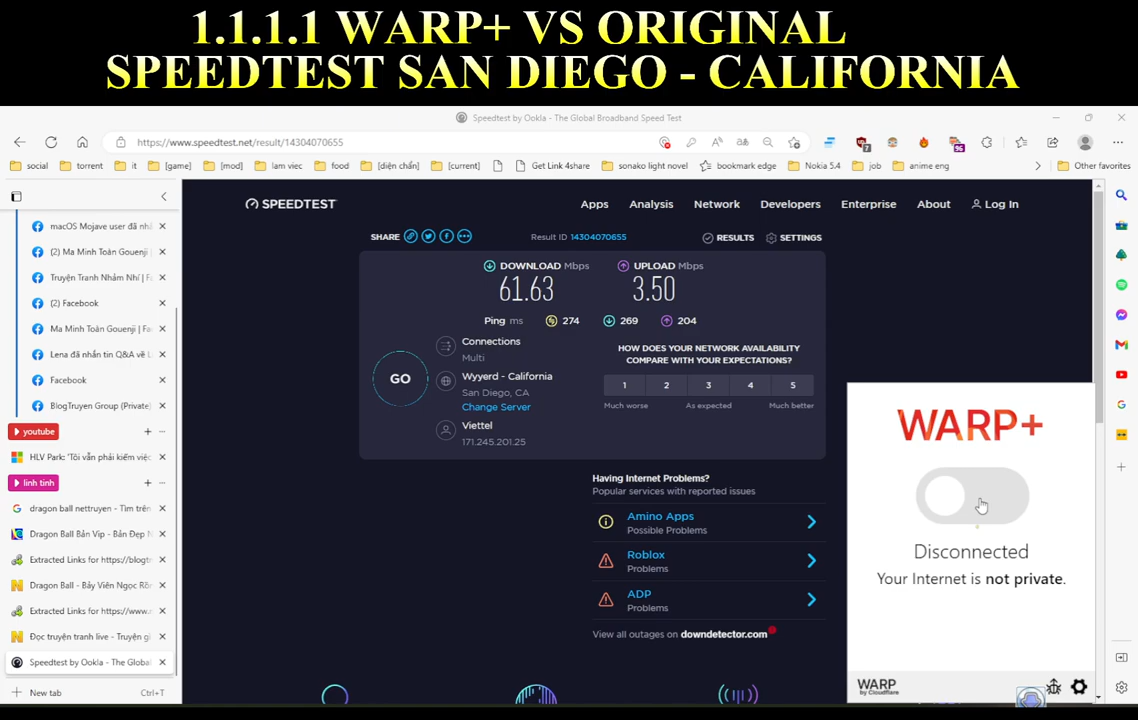 1.1.1.1 WARP+ VS ORIGINAL
SPEEDTEST SAN DIEGO - CALIFORNIA
Speedtest by Ookla - The Global Broadband Speed Test
https://www.speedtest.net/result/14304070655
social
torrent
it
[game]
[mod]
lam viec
food
[diện chẩn]
[current]
Get Link 4share
sonako light novel
bookmark edge
Nokia 5.4
job
anime eng
Other favorites
7
96
macOS Mojave user đã nhả
(2) Ma Minh Toàn Gouenji |
Truyện Tranh Nhảm Nhí | Fa
(2) Facebook
Ma Minh Toàn Gouenji | Fa
Lena đã nhắn tin Q&A về L
Facebook
BlogTruyen Group (Private)
youtube
HLV Park: 'Tôi vẫn phải kiếm việc
linh tinh
dragon ball nettruyen - Tìm trên
Dragon Ball Bản Vip - Bản Đẹp N
Extracted Links for https://blogtr
Dragon Ball - Bảy Viên Ngọc Rồn
Extracted Links for https://www.n
Đọc truyện tranh live - Truyện gi
Speedtest by Ookla - The Global
New tab
Ctrl+T
SPEEDTEST
Apps
Analysis
Network
Developers
Enterprise
About
Log In
SHARE
Result ID 14304070655
RESULTS
SETTINGS
DOWNLOAD Mbps
61.63
UPLOAD Mbps
3.50
Ping ms
274
269
204
GO
Connections
Multi
Wyyerd - California
San Diego, CA
Change Server
Viettel
171.245.201.25
HOW DOES YOUR NETWORK AVAILABILITY
COMPARE WITH YOUR EXPECTATIONS?
1
2
3
4
5
Much worse
As expected
Much better
Having Internet Problems?
Popular services with reported issues
Amino Apps
Possible Problems
Roblox
Problems
ADP
Problems
View all outages on downdetector.com
WARP+
Disconnected
Your Internet is not private.
WARP
by Cloudflare